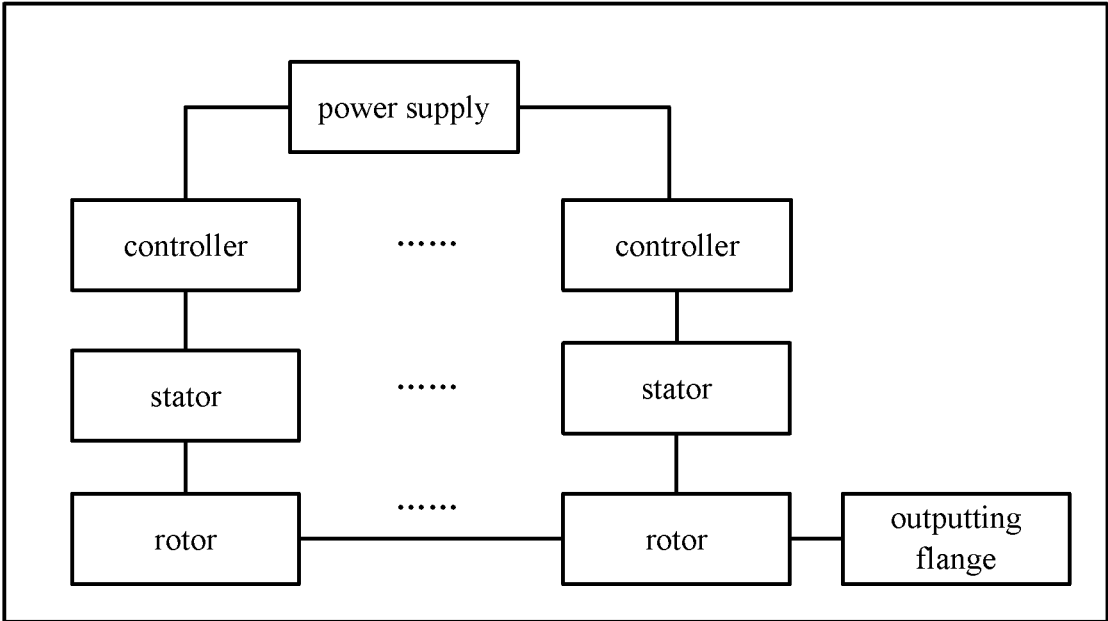 power supply
controller
……
controller
stator
……
stator
rotor
……
rotor
outputting
flange